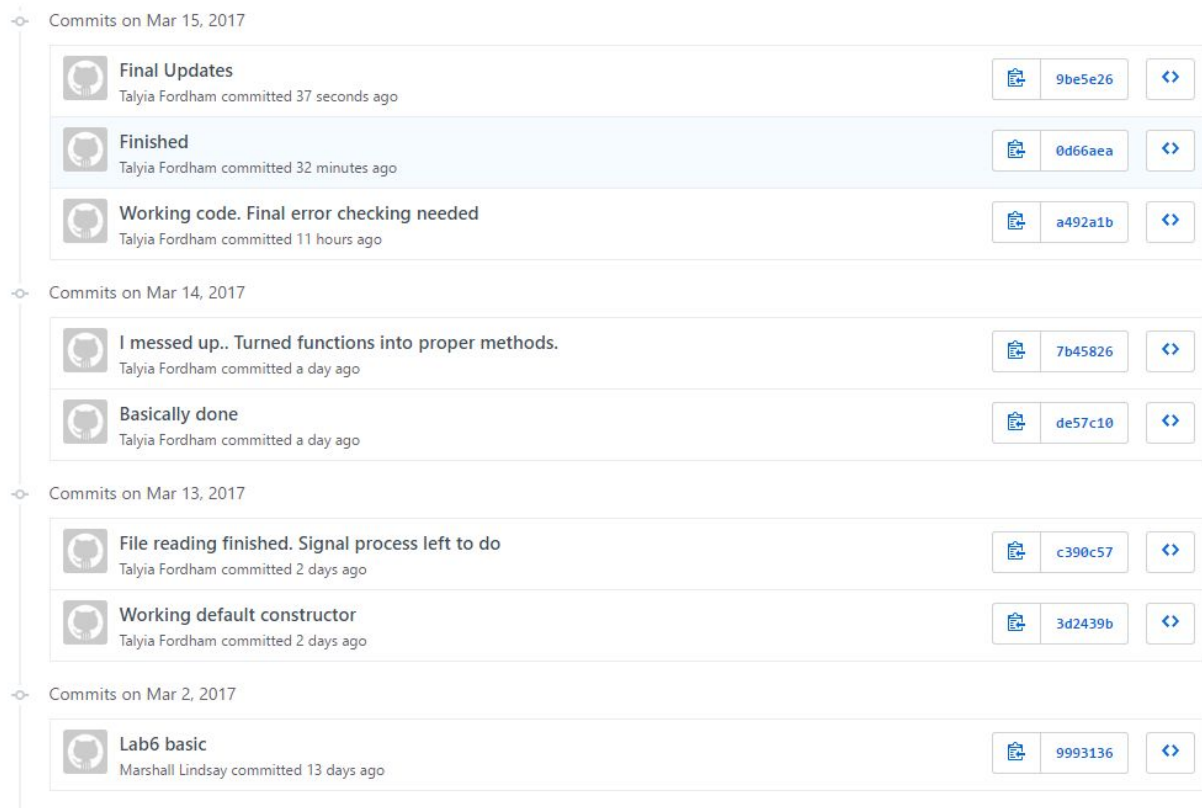 Commits on Mar 15, 2017
Final Updates
Talyia Fordham committed 37 seconds ago
9be5e26
Finished
Talyia Fordham committed 32 minutes ago
0d66aea
Working code. Final error checking needed
Talyia Fordham committed 11 hours ago
a492a1b
Commits on Mar 14, 2017
I messed up.. Turned functions into proper methods.
Talyia Fordham committed a day ago
7b45826
Basically done
Talyia Fordham committed a day ago
de57c10
Commits on Mar 13, 2017
File reading finished. Signal process left to do
Talyia Fordham committed 2 days ago
c390c57
Working default constructor
Talyia Fordham committed 2 days ago
3d2439b
Commits on Mar 2, 2017
Lab6 basic
Marshall Lindsay committed 13 days ago
9993136